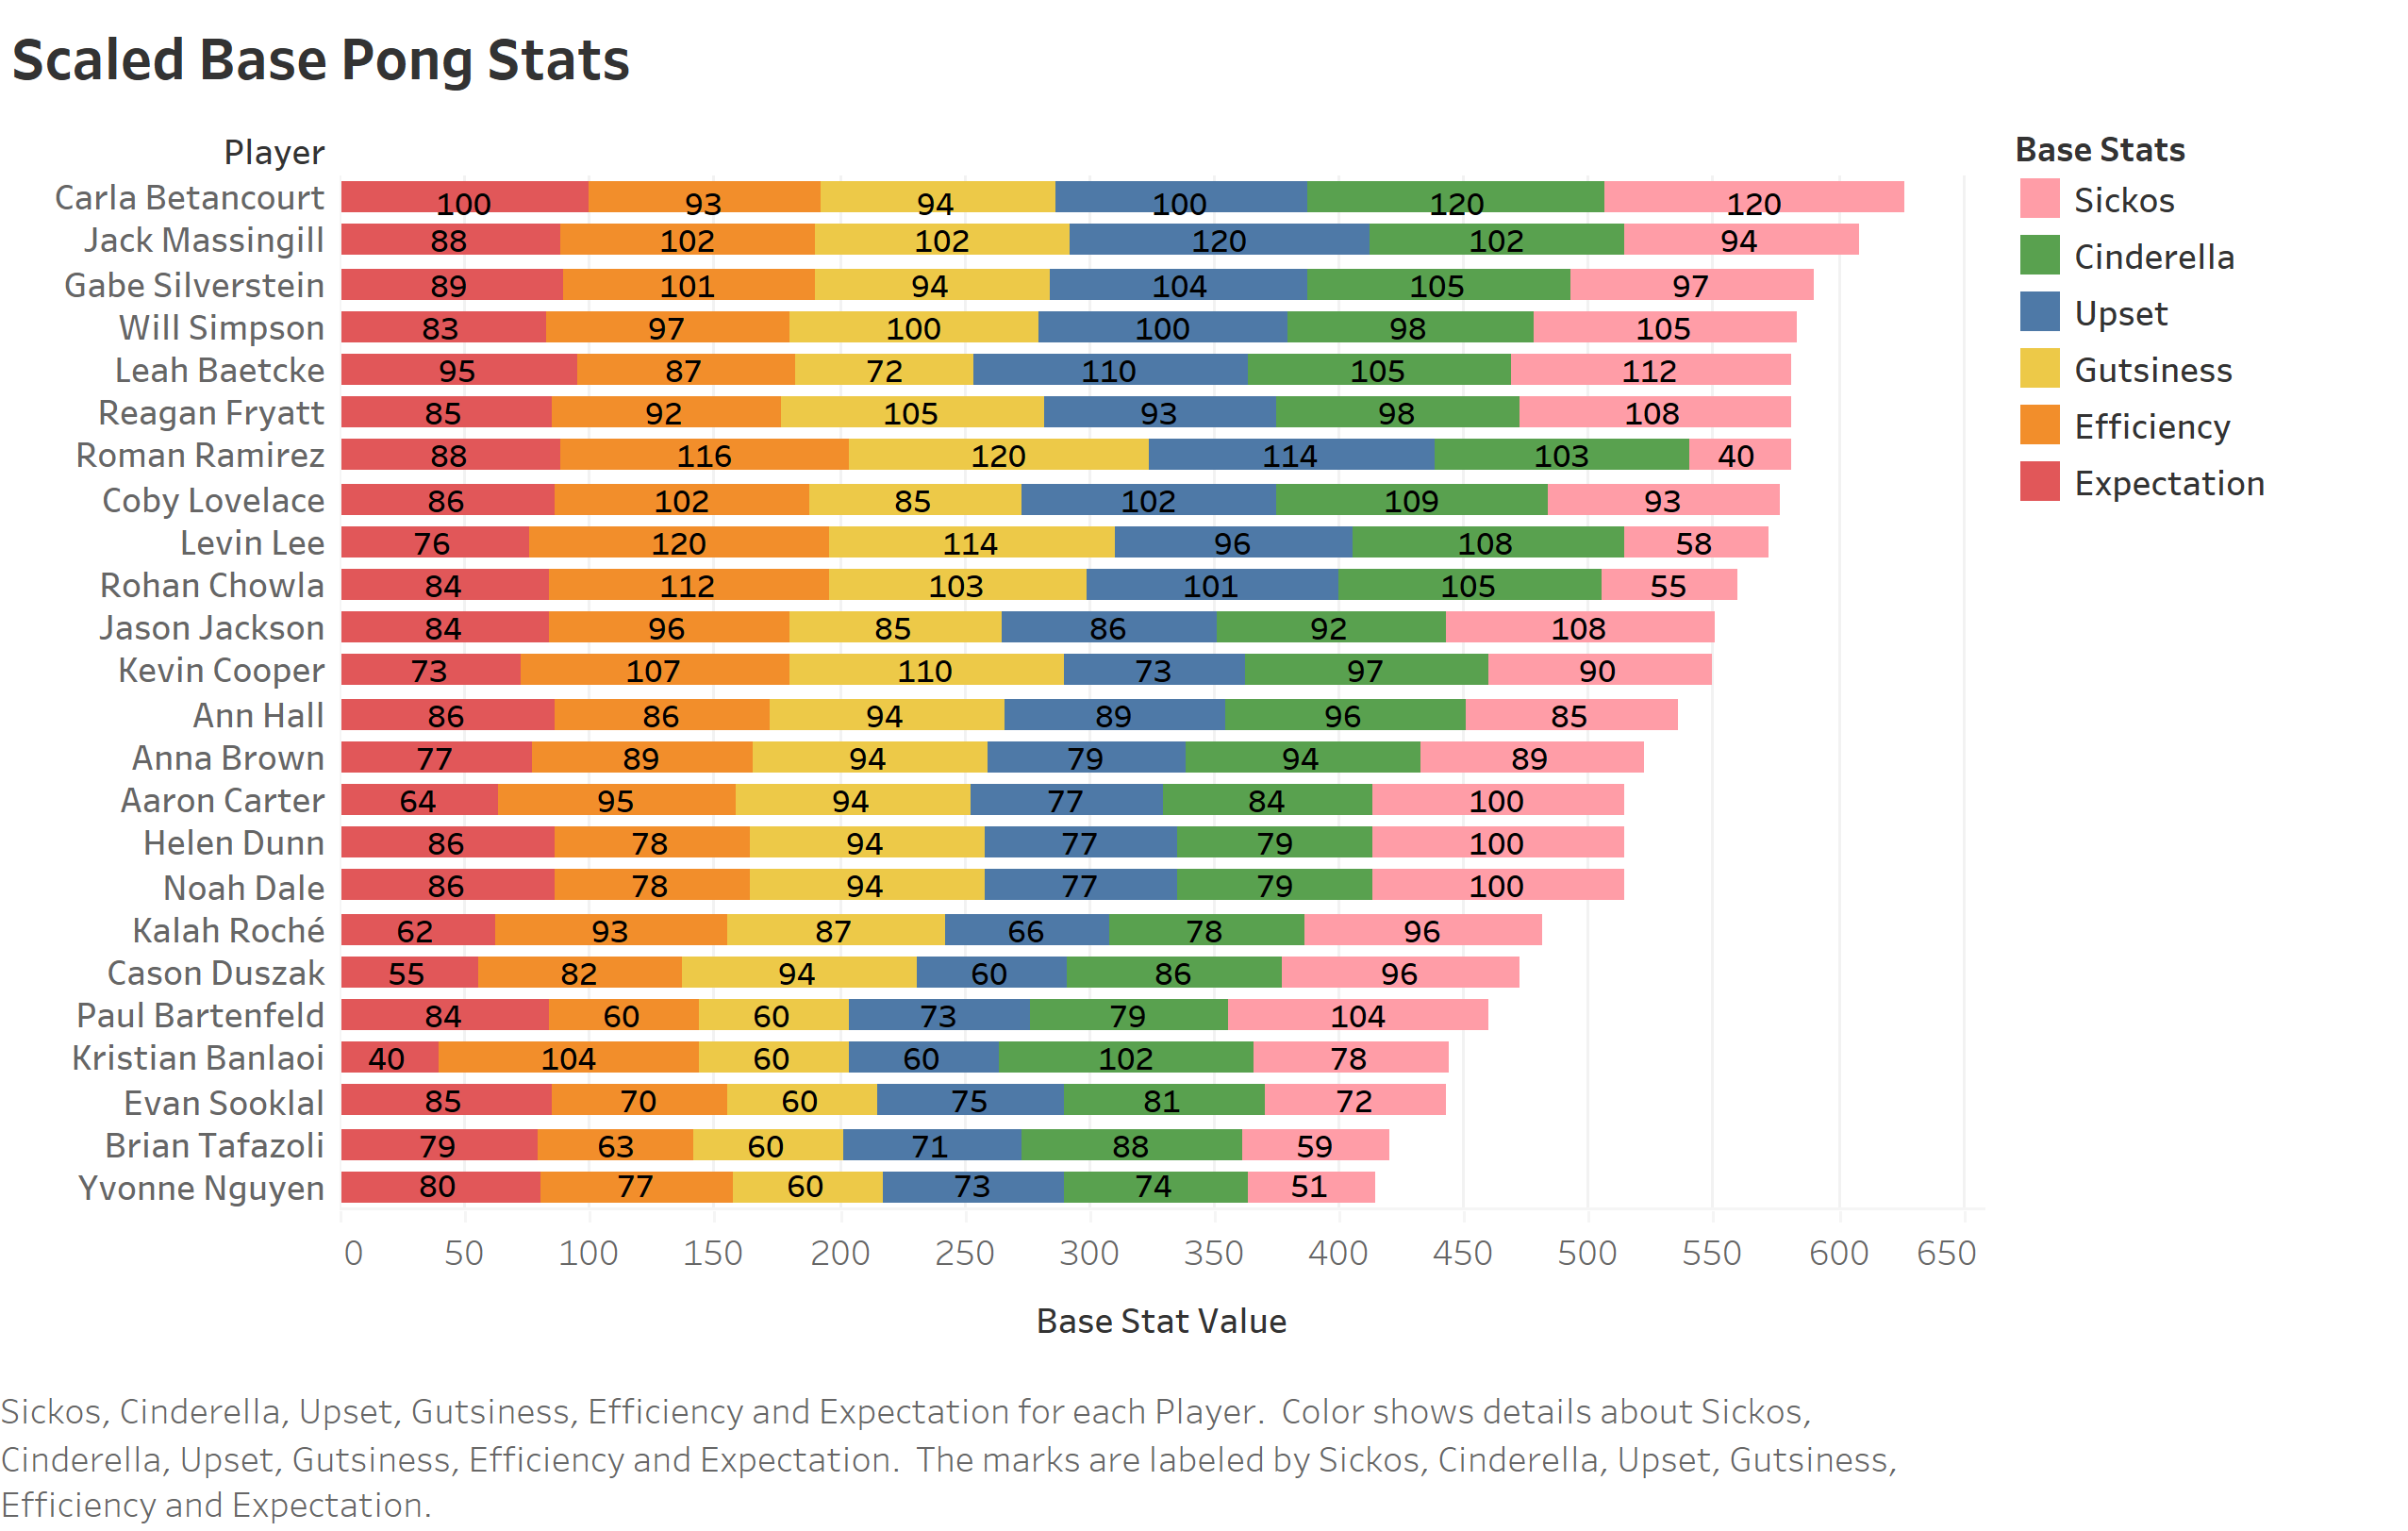 Scaled Base Pong Stats
Player
Base Stats
Carla Betancourt 100 93 94 100 120 120
Sickos
Jack Massingill 88 102 102 120 102 94
Cinderella
Gabe Silverstein 89 101 94 104 105 97
Upset
Will Simpson 83 97 100 100 98 105
Leah Baetcke 95 87 72 110 105 112
Gutsiness
Reagan Fryatt 85 92 105 93 98 108
Efficiency
Roman Ramirez 88 116 120 114 103 40
Expectation
Coby Lovelace 86 102 85 102 109 93
Levin Lee 76 120 114 96 108 58
Rohan Chowla 84 112 103 101 105 55
Jason Jackson 84 96 85 86 92 108
Kevin Cooper 73 107 110 73 97 90
Ann Hall 86 86 94 89 96 85
Anna Brown 77 89 94 79 94 89
Aaron Carter 64 95 94 77 84 100
Helen Dunn 86 78 94 77 79 100
Noah Dale 86 78 94 77 79 100
Kalah Roché 62 93 87 66 78 96
Cason Duszak 55 82 94 60 86 96
Paul Bartenfeld 84 60 60 73 79 104
Kristian Banlaoi 40 104 60 60 102 78
Evan Sooklal 85 70 60 75 81 72
Brian Tafazoli 79 63 60 71 88 59
Yvonne Nguyen 80 77 60 73 74 51
0 50 100 150 200 250 300 350 400 450 500 550 600 650
Base Stat Value
Sickos, Cinderella, Upset, Gutsiness, Efficiency and Expectation for each Player.  Color shows details about Sickos,
Cinderella, Upset, Gutsiness, Efficiency and Expectation.  The marks are labeled by Sickos, Cinderella, Upset, Gutsiness,
Efficiency and Expectation.